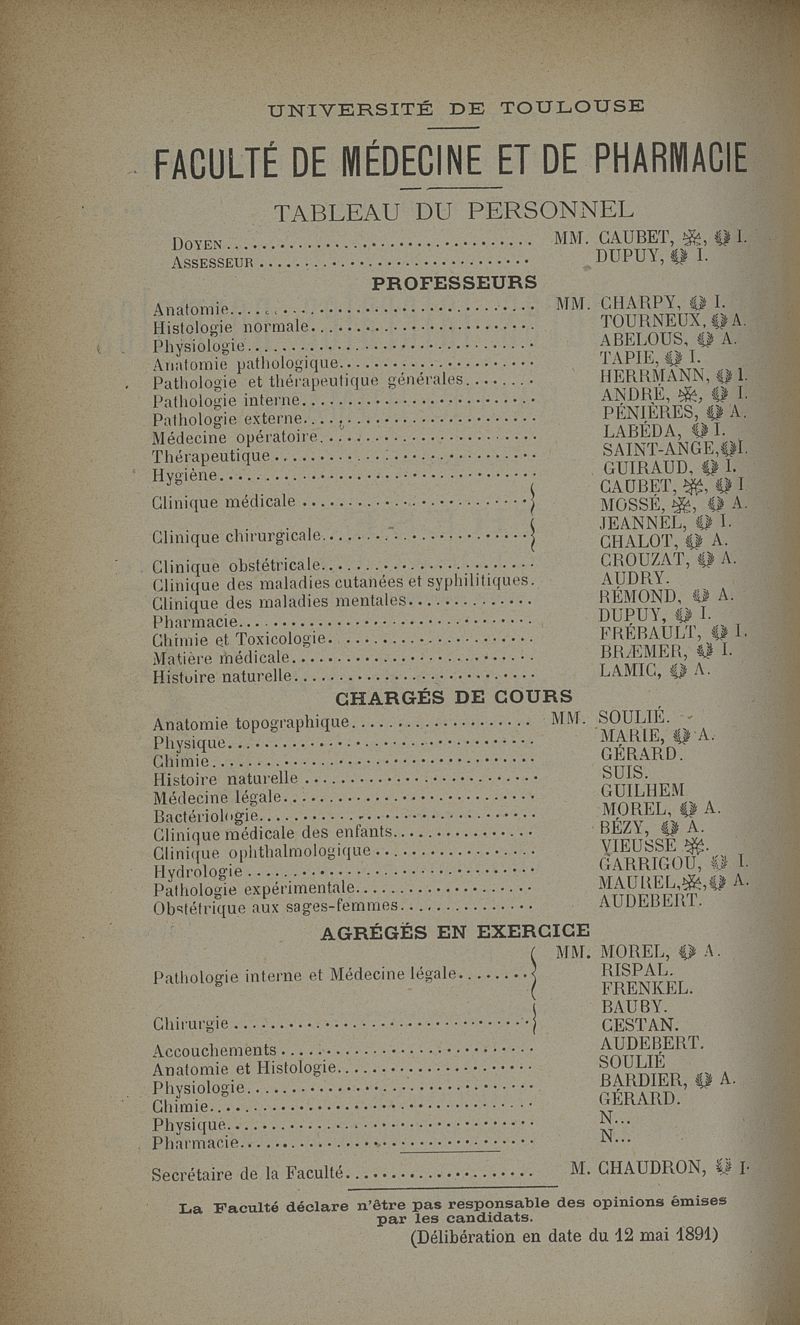 UNIVERSITÉ DE TOULOUSE
FACULTÉ DE MÉDECINE ET DE PHARMACIE
TABLEAU DU PERSONNEL
DOYEN MM. CAUBET, I.
ASSESSEUR DUPUY, I.
PROFESSEURS
Anatomie MM. CHARPY, I.
Histologie normale TOURNEUX, A.
Physiologie ABELOUS, A.
Anatomie pathologique TAPIE, I.
Pathologie et thérapeutique générales HERRMANN, I.
Pathologie interne ANDRÉ, I.
Pathologie externe PÉNIÈRES, A.
Médecine opératoire LABÉDA, I.
Thérapeutique SAINT-ANGE, I.
Hygiène GUIRAUD, I.
Clinique médicale CAUBET, I
MOSSÉ, A.
Clinique chirurgicale JEANNEL, I.
CHALOT, A.
Clinique obstétricale CROUZAT, A.
Clinique des maladies cutanées et syphilitiques. AUDRY.
Clinique des maladies mentales RÉMOND, A.
Pharmacie DUPUY, I.
Chimie et Toxicologie FRÉBAULT, I.
Matière médicale BRÆMER, I.
Histoire naturelle LAMIC, A.
CHARGÉS DE COURS
Anatomie topographique MM. SOULIÉ.
Physique MARIE, A.
Chimie GÉRARD.
Histoire naturelle SUIS.
Médecine légale GUILHEM
Bactériologie MOREL, A.
Clinique médicale des enfants BÉZY, A.
Clinique ophthalmologique VIEUSSE
Hydrologie GARRIGOU, I.
Pathologie expérimentale MAUREL, A.
Obstétrique aux sages-femmes AUDEBERT.
AGRÉGÉS EN EXERCICE
Pathologie interne et Médecine légale MM. MOREL, A.
RISPAL.
FRENKEL.
Chirurgie BAUBY.
CESTAN.
Accouchements AUDEBERT.
Anatomie et Histologie SOULIÉ
Physiologie BARDIER, A.
Chimie GÉRARD.
Physique N...
Pharmacie N...
Secrétaire de la Faculté M. CHAUDRON, I.
La Faculté déclare n'être pas responsable des opinions émises
par les candidats.
(Délibération en date du 12 mai 1891)